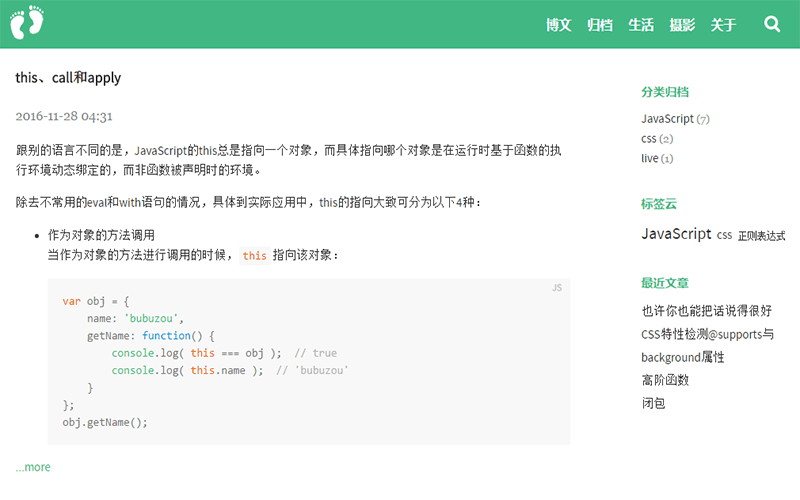 博文 归档 生活 摄影 关于
this、call和apply
2016-11-28 04:31
跟别的语言不同的是，JavaScript的this总是指向一个对象，而具体指向哪个对象是在运行时基于函数的执
行环境动态绑定的，而非函数被声明时的环境。
除去不常用的eval和with语句的情况，具体到实际应用中，this的指向大致可分为以下4种：
作为对象的方法调用
当作为对象的方法进行调用的时候， this 指向该对象：
JS
var obj = {
    name: 'bubuzou',
    getName: function() {
        console.log( this === obj );  // true
        console.log( this.name );  // 'bubuzou'
    }
};
obj.getName();
...more
分类归档
JavaScript (7)
css (2)
live (1)
标签云
JavaScript css 正则表达式
最近文章
也许你也能把话说得很好
CSS特性检测@supports与
background属性
高阶函数
闭包